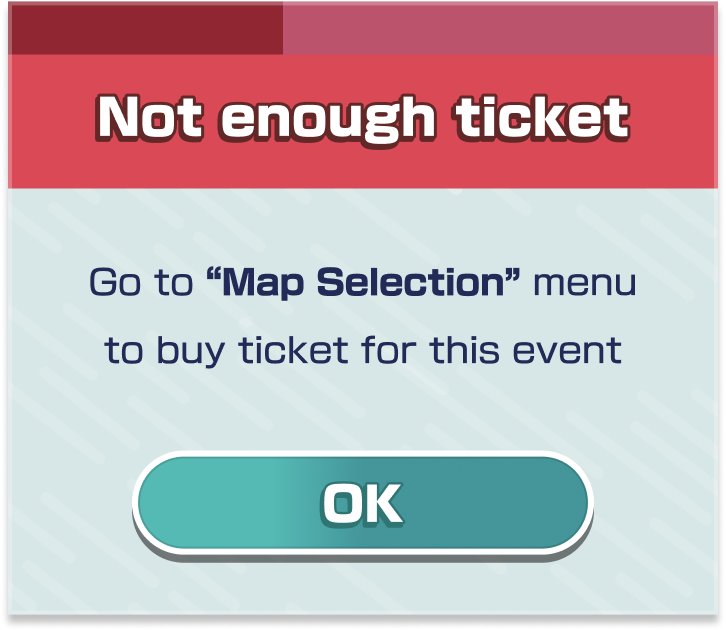 Not enough ticket
Go to “Map Selection” menu
to buy ticket for this event
OK